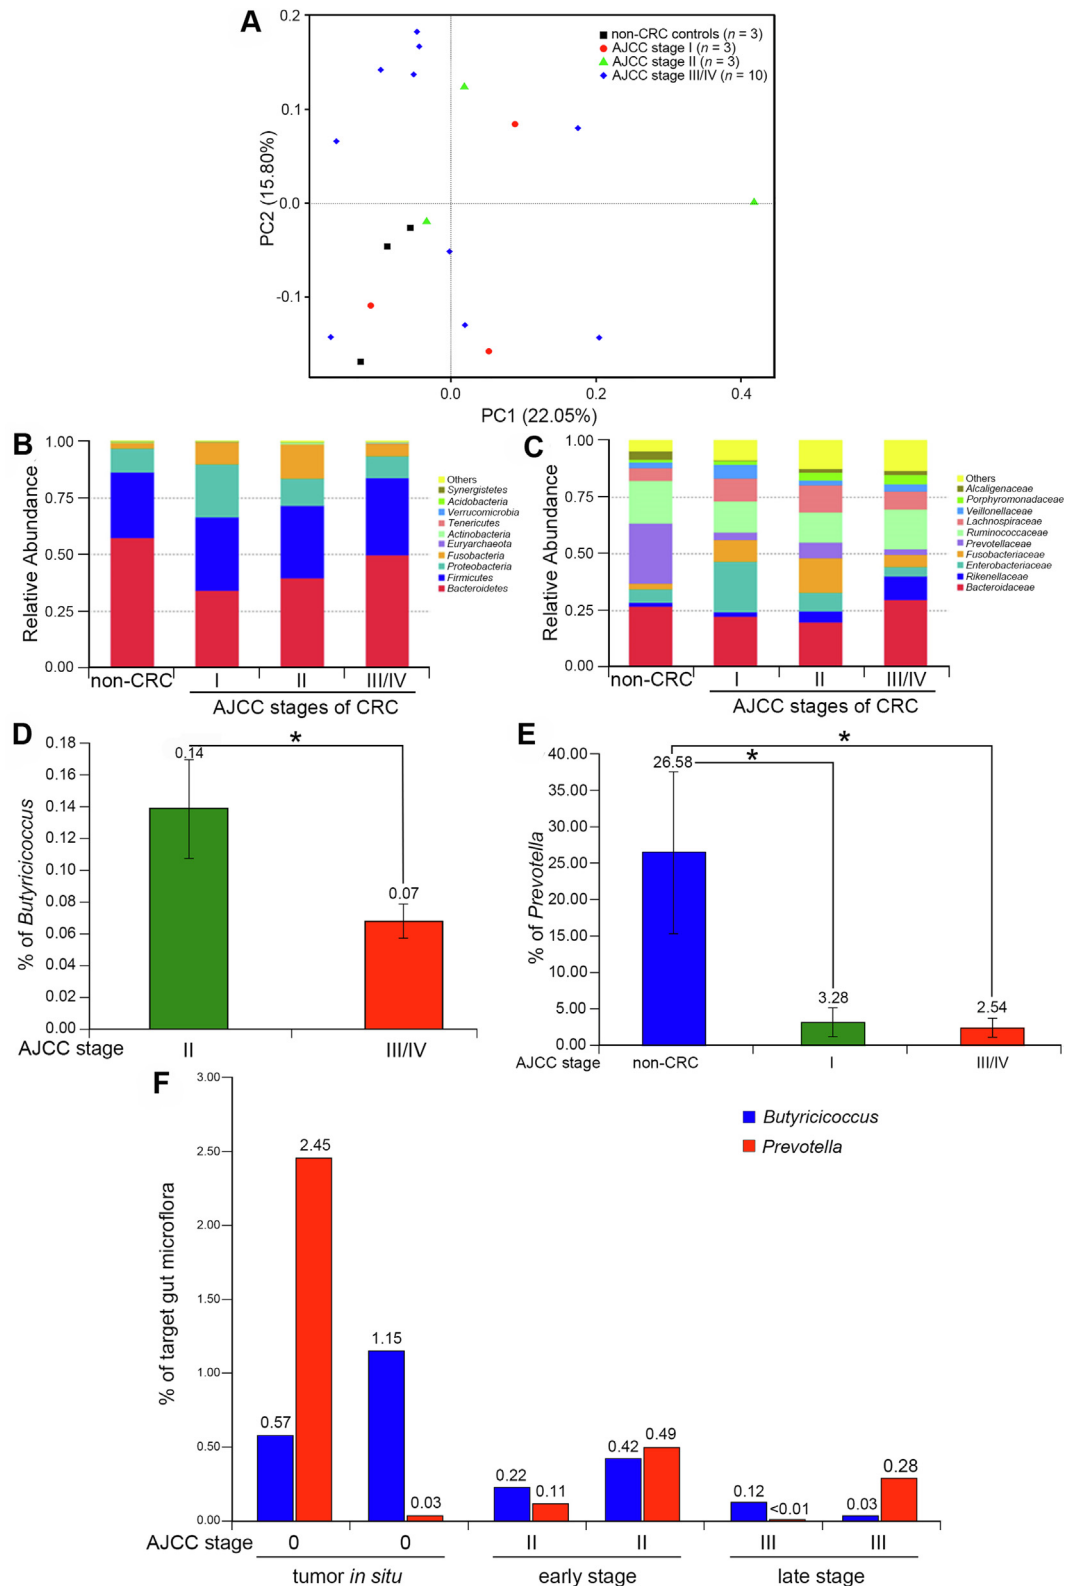 A
0.2
0.1
0.0
-0.1
PC2 (15.80%)
non-CRC controls (n = 3)
AJCC stage I (n = 3)
AJCC stage II (n = 3)
AJCC stage III/IV (n = 10)
0.0 0.2 0.4
PC1 (22.05%)
B
1.00
0.75
0.50
0.25
0.00
Relative Abundance
Others
Synergistetes
Acidobacteria
Verrucomicrobia
Tenericutes
Actinobacteria
Euryarchaeota
Fusobacteria
Proteobacteria
Firmicutes
Bacteroidetes
non-CRC I II III/IV
AJCC stages of CRC
C
1.00
0.75
0.50
0.25
0.00
Relative Abundance
Others
Alcaligenaceae
Porphyromonadaceae
Veillonellaceae
Lachnospiraceae
Ruminococcaceae
Prevotellaceae
Fusobacteriaceae
Enterobacteriaceae
Rikenellaceae
Bacteroidaceae
non-CRC I II III/IV
AJCC stages of CRC
D
0.18
0.16
0.14
0.12
0.10
0.08
0.06
0.04
0.02
0.00
% of Butyricicoccus
0.14
*
0.07
AJCC stage II III/IV
E
40.00
35.00
30.00
25.00
20.00
15.00
10.00
5.00
0.00
% of Prevotella
26.58
*
*
3.28
2.54
AJCC stage non-CRC I III/IV
F
3.00
2.50
2.00
1.50
1.00
0.50
0.00
% of target gut microflora
Butyricicoccus
Prevotella
0.57
2.45
1.15
0.03
0.22
0.11
0.42
0.49
0.12
<0.01
0.03
0.28
AJCC stage 0 0 II II III III
tumor in situ early stage late stage